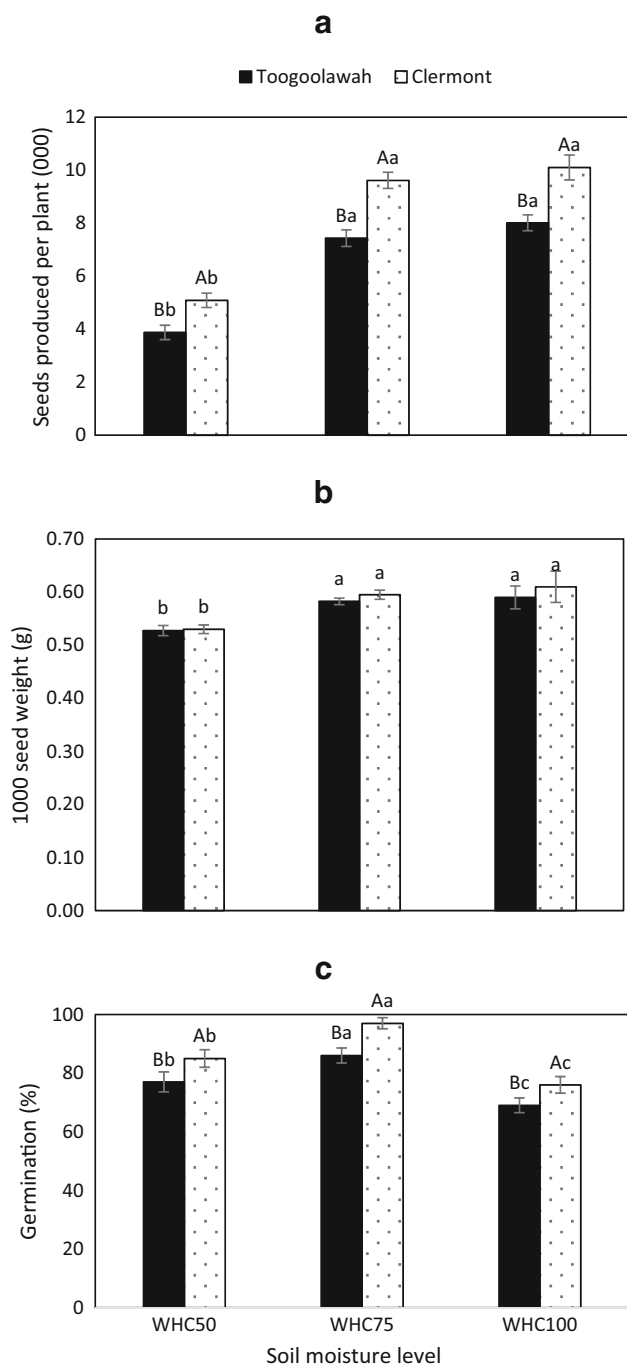 a
Toogoolawah Clermont
Seeds produced per plant (000)
12
10
8
6
4
2
0
Bb Ab Ba Aa Ba Aa
b
1000 seed weight (g)
0.70
0.60
0.50
0.40
0.30
0.20
0.10
0.00
b b a a a a
c
Germination (%)
100
80
60
40
20
0
Bb Ab Ba Aa Bc Ac
WHC50 WHC75 WHC100
Soil moisture level